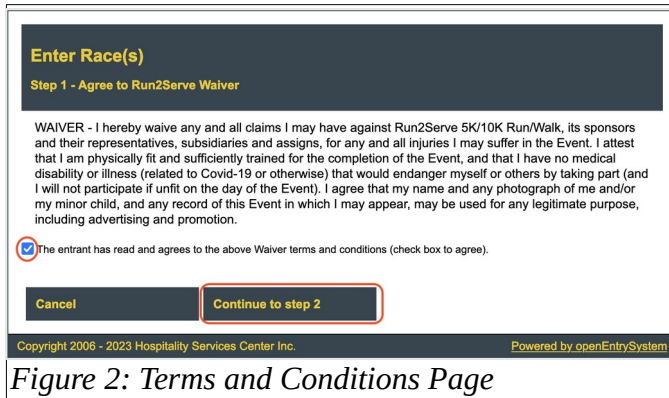 Enter Race(s)
Step 1 - Agree to Run2Serve Waiver
WAIVER - I hereby waive any and all claims I may have against Run2Serve 5K/10K Run/Walk, its sponsors
and their representatives, subsidiaries and assigns, for any and all injuries I may suffer in the Event. I attest
that I am physically fit and sufficiently trained for the completion of the Event, and that I have no medical
disability or illness (related to Covid-19 or otherwise) that would endanger myself or others by taking part (and
I will not participate if unfit on the day of the Event). I agree that my name and any photograph of me and/or
my minor child, and any record of this Event in which I may appear, may be used for any legitimate purpose,
including advertising and promotion.
The entrant has read and agrees to the above Waiver terms and conditions (check box to agree).
Cancel Continue to step 2
Copyright 2006 - 2023 Hospitality Services Center Inc. Powered by openEntrySystem
Figure 2: Terms and Conditions Page